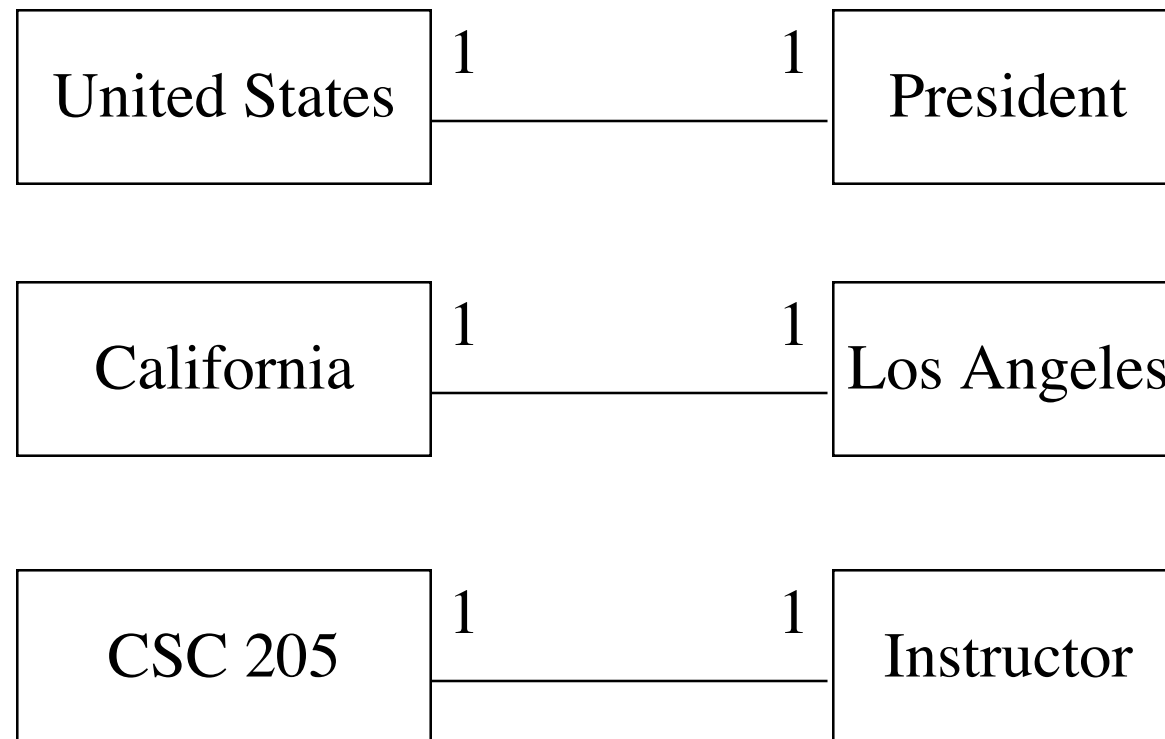 United States 1 1 President
California 1 1 Los Angeles
CSC 205 1 1 Instructor